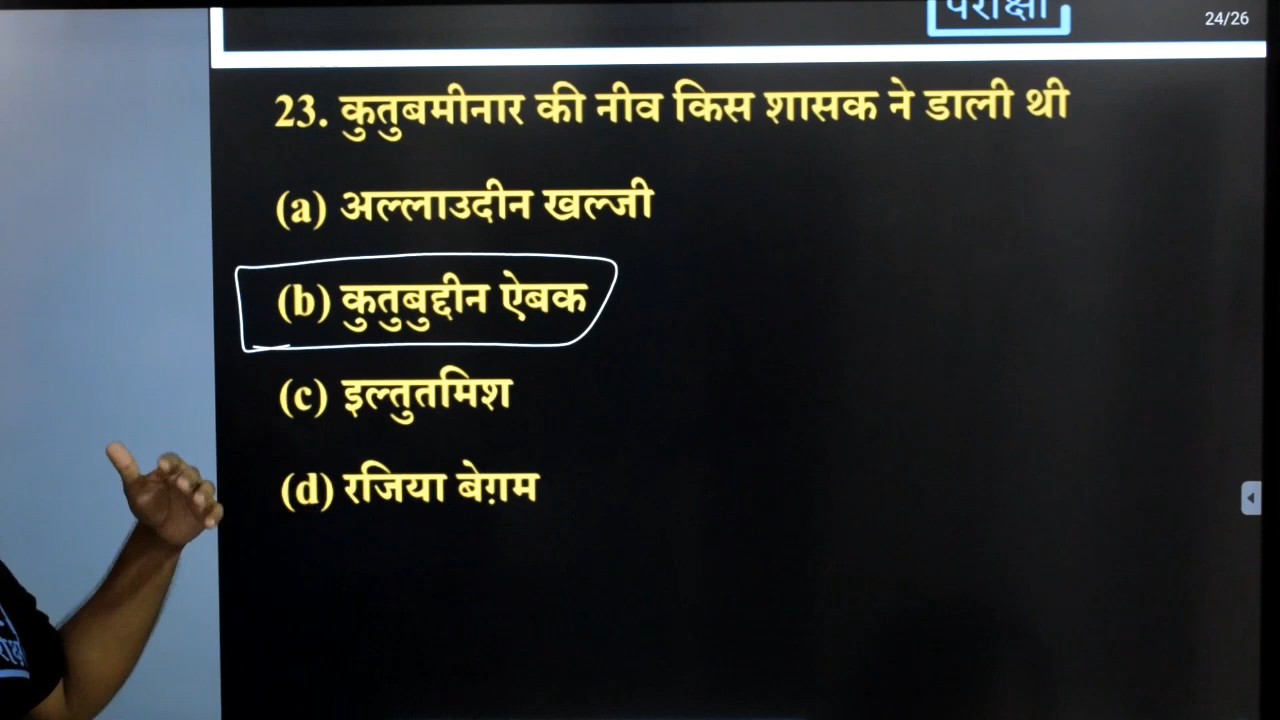 परीक्षा
24/26
23. कुतुबमीनार की नीव किस शासक ने डाली थी
(a) अल्लाउदीन खल्जी
(b) कुतुबुद्दीन ऐबक
(c) इल्तुतमिश
(d) रजिया बेग़म